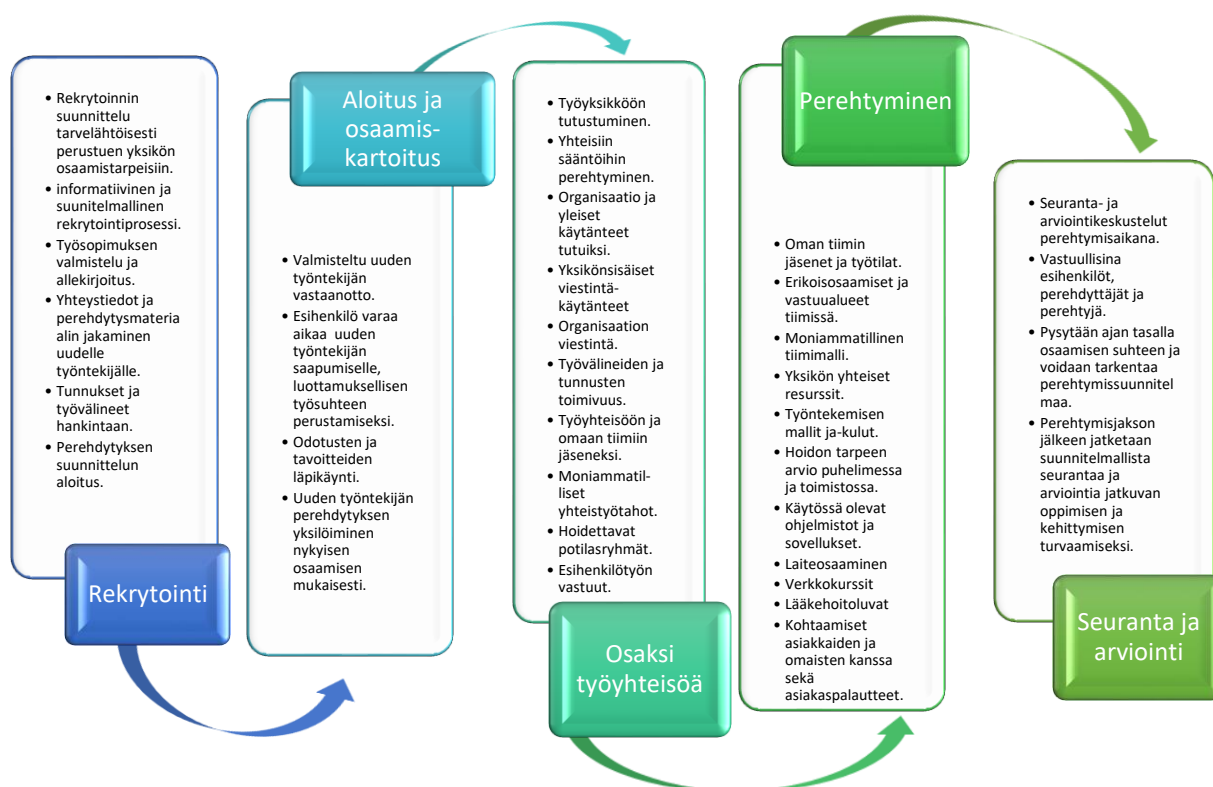 • Rekrytoinnin
suunnittelu
tarvelähtöisesti
perustuen yksikön
osaamistarpeisiin.
• informatiivinen ja
suunitelmallinen
rekrytointiprosessi.
• Työsopimuksen
valmistelu ja
allekirjoitus.
• Yhteystiedot ja
perehdytysmateria
alin jakaminen
uudelle
työntekijälle.
• Tunnukset ja
työvälineet
hankintaan.
• Perehdytyksen
suunnittelun
aloitus.
Rekrytointi
Aloitus ja
osaamis-
kartoitus
• Valmisteltu uuden
työntekijän
vastaanotto.
• Esihenkilö varaa
aikaa uuden
työntekijän
saapumiselle,
luottamuksellisen
työsuhteen
perustamiseksi.
• Odotusten ja
tavoitteiden
läpikäynti.
• Uuden työntekijän
perehdytyksen
yksilöiminen
nykyisen
osaamisen
mukaisesti.
• Työyksikköön
tutustuminen.
• Yhteisiin
sääntöihin
perehtyminen.
• Organisaatio ja
yleiset
käytänteet
tutuiksi.
• Yksikönsisäiset
viestintä-
käytänteet
• Organisaation
viestintä.
• Työvälineiden ja
tunnusten
toimivuus.
• Työyhteisöön ja
omaan tiimiin
jäseneksi.
• Moniammatil-
liset
yhteistyötahot.
• Hoidettavat
potilasryhmät.
• Esihenkilötyön
vastuut.
Osaksi
työyhteisöä
Perehtyminen
• Oman tiimin
jäsenet ja työtilat.
• Erikoisosaamiset ja
vastuualueet
tiimissä.
• Moniammatillinen
tiimimalli.
• Yksikön yhteiset
resurssit.
• Työntekemisen
mallit ja-kulut.
• Hoidon tarpeen
arvio puhelimessa
ja toimistossa.
• Käytössä olevat
ohjelmistot ja
sovellukset.
• Laiteosaaminen
• Verkkokurssit
• Lääkehoitoluvat
• Kohtaamiset
asiakkaiden ja
omaisten kanssa
sekä
asiakaspalautteet.
• Seuranta- ja
arviointikeskustelut
perehtymisaikana.
• Vastuullisina
esihenkilöt,
perehdyttäjät ja
perehtyjä.
• Pysytään ajan tasalla
osaamisen suhteen ja
voidaan tarkentaa
perehtymissuunnitel
maa.
• Perehtymisjakson
jälkeen jatketaan
suunnitelmallista
seurantaa ja
arviointia jatkuvan
oppimisen ja
kehittymisen
turvaamiseksi.
Seuranta ja
arviointi